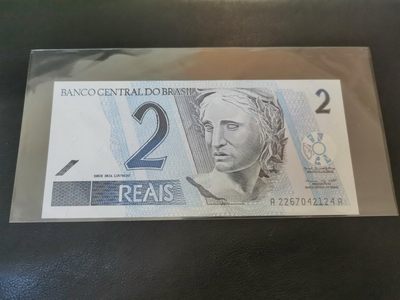 BANCO CENTRAL DO BRASIL
2
2
REAIS
A 2267042124 A